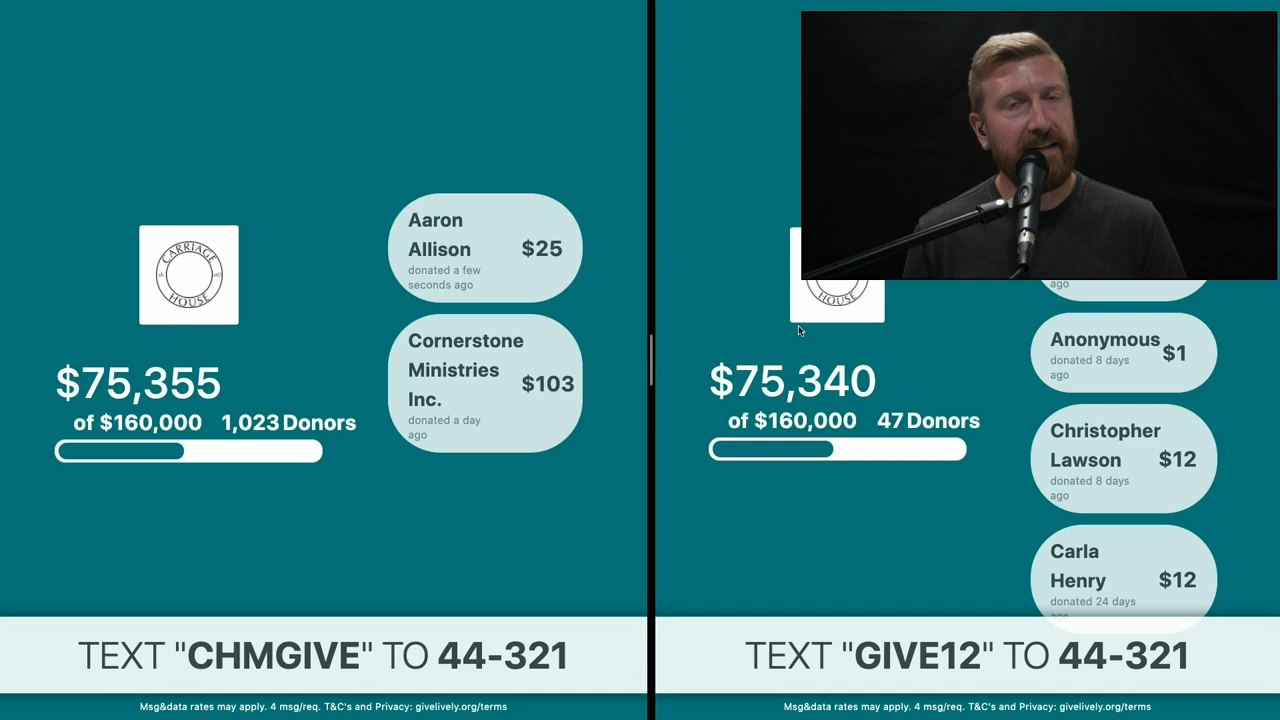 CARRIAGE
HOUSE
Aaron
Allison
$25
donated a few
seconds ago
Cornerstone
Ministries
Inc.
$103
donated a day
ago
$75,355
of $160,000 1,023 Donors
TEXT "CHMGIVE" TO 44-321
Msg&data rates may apply. 4 msg/req. T&C's and Privacy: givelively.org/terms
HOUSE
ago
Anonymous
$1
donated 8 days
ago
Christopher
Lawson
$12
donated 8 days
ago
Carla
Henry
$12
donated 24 days
ago
$75,340
of $160,000 47 Donors
TEXT "GIVE12" TO 44-321
Msg&data rates may apply. 4 msg/req. T&C's and Privacy: givelively.org/terms